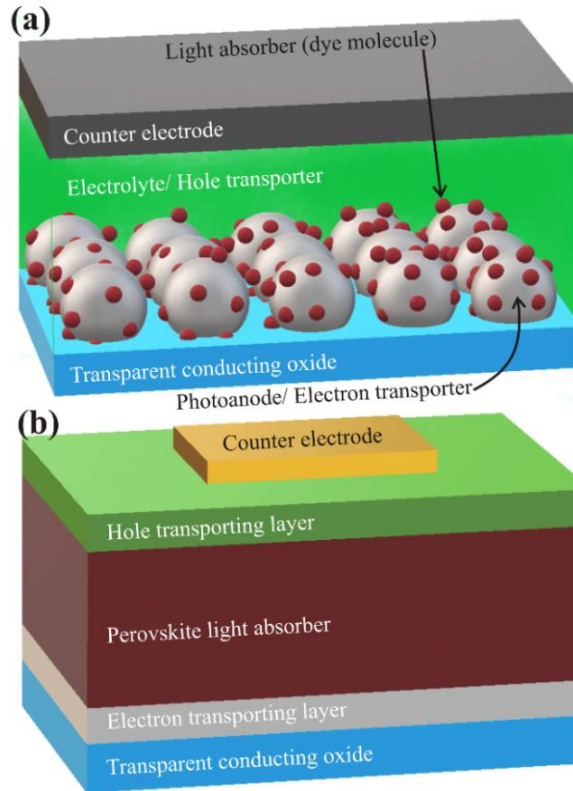 (a)
Light absorber (dye molecule)
Counter electrode
Electrolyte/ Hole transporter
Transparent conducting oxide
Photoanode/ Electron transporter
(b)
Counter electrode
Hole transporting layer
Perovskite light absorber
Electron transporting layer
Transparent conducting oxide